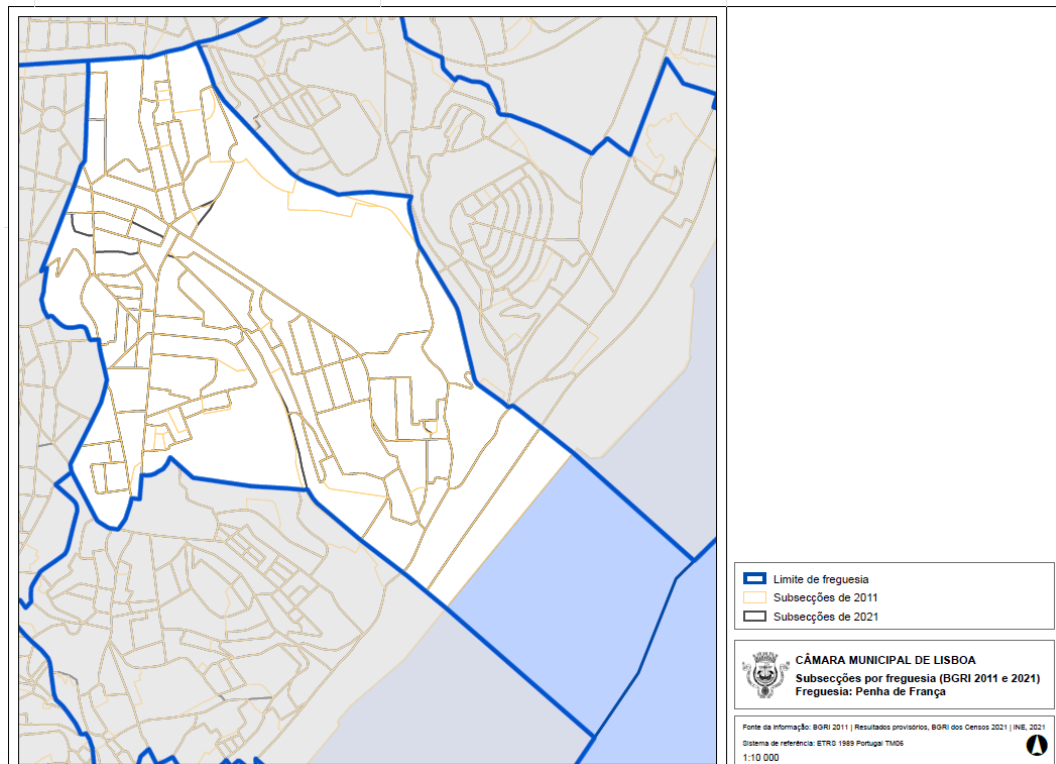 Limite de freguesia
Subsecções de 2011
Subsecções de 2021
CÂMARA MUNICIPAL DE LISBOA
Subsecções por freguesia (BGRI 2011 e 2021)
Freguesia: Penha de França
Fonte da Informação: BGRI 2011 | Resultados provisórios, BGRI dos Censos 2021 | INE, 2021
Sistema de referência: ETRS 1989 Portugal TM06
1:10 000